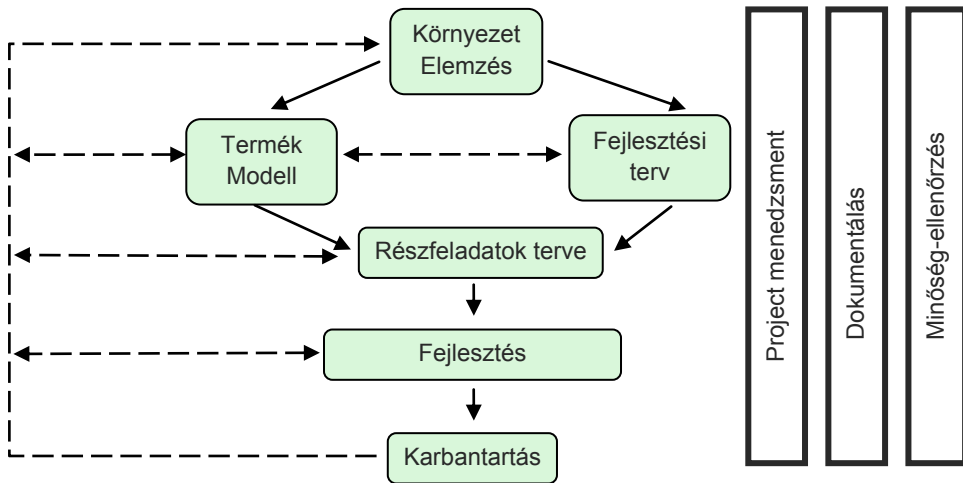 Környezet
Elemzés
Termék
Modell
Fejlesztési
terv
Részfeladatok terve
Fejlesztés
Karbantartás
Project menedzsment
Dokumentálás
Minőség-ellenőrzés